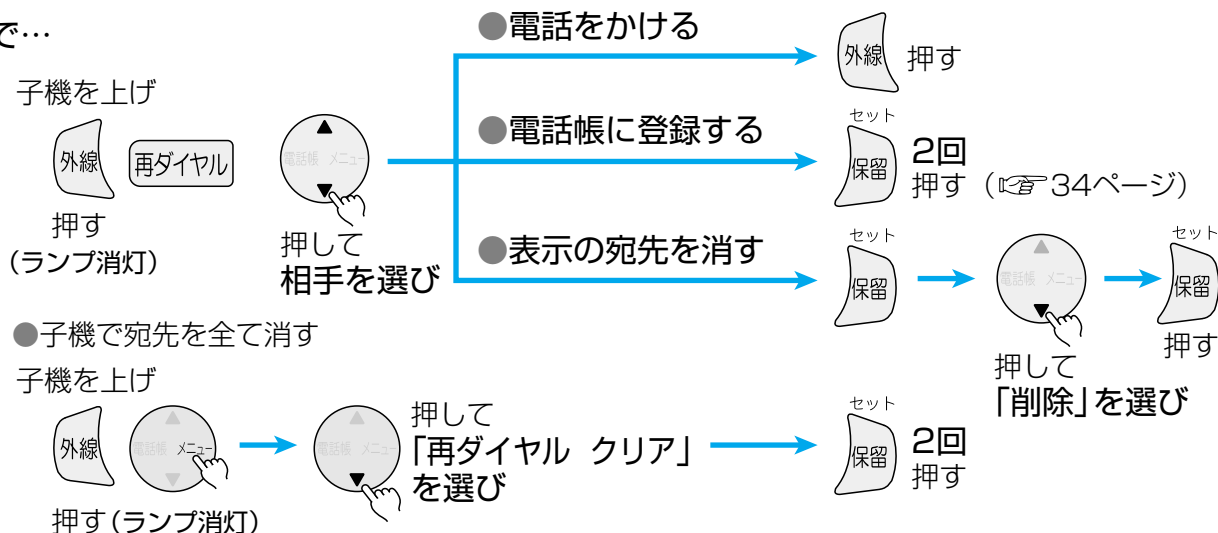 で…
子機を上げ
外線
再ダイヤル
電話帳 メニュー
押す
(ランプ消灯)
押して
相手を選び
●電話をかける
外線
押す
●電話帳に登録する
セット
保留
2回
押す(☞34ページ)
●表示の宛先を消す
セット
保留
電話帳 メニュー
押して
「削除」を選び
セット
保留
押す
●子機で宛先を全て消す
子機を上げ
外線
電話帳 メニュー
押す(ランプ消灯)
電話帳 メニュー
押して
「再ダイヤル クリア」
を選び
セット
保留
2回
押す